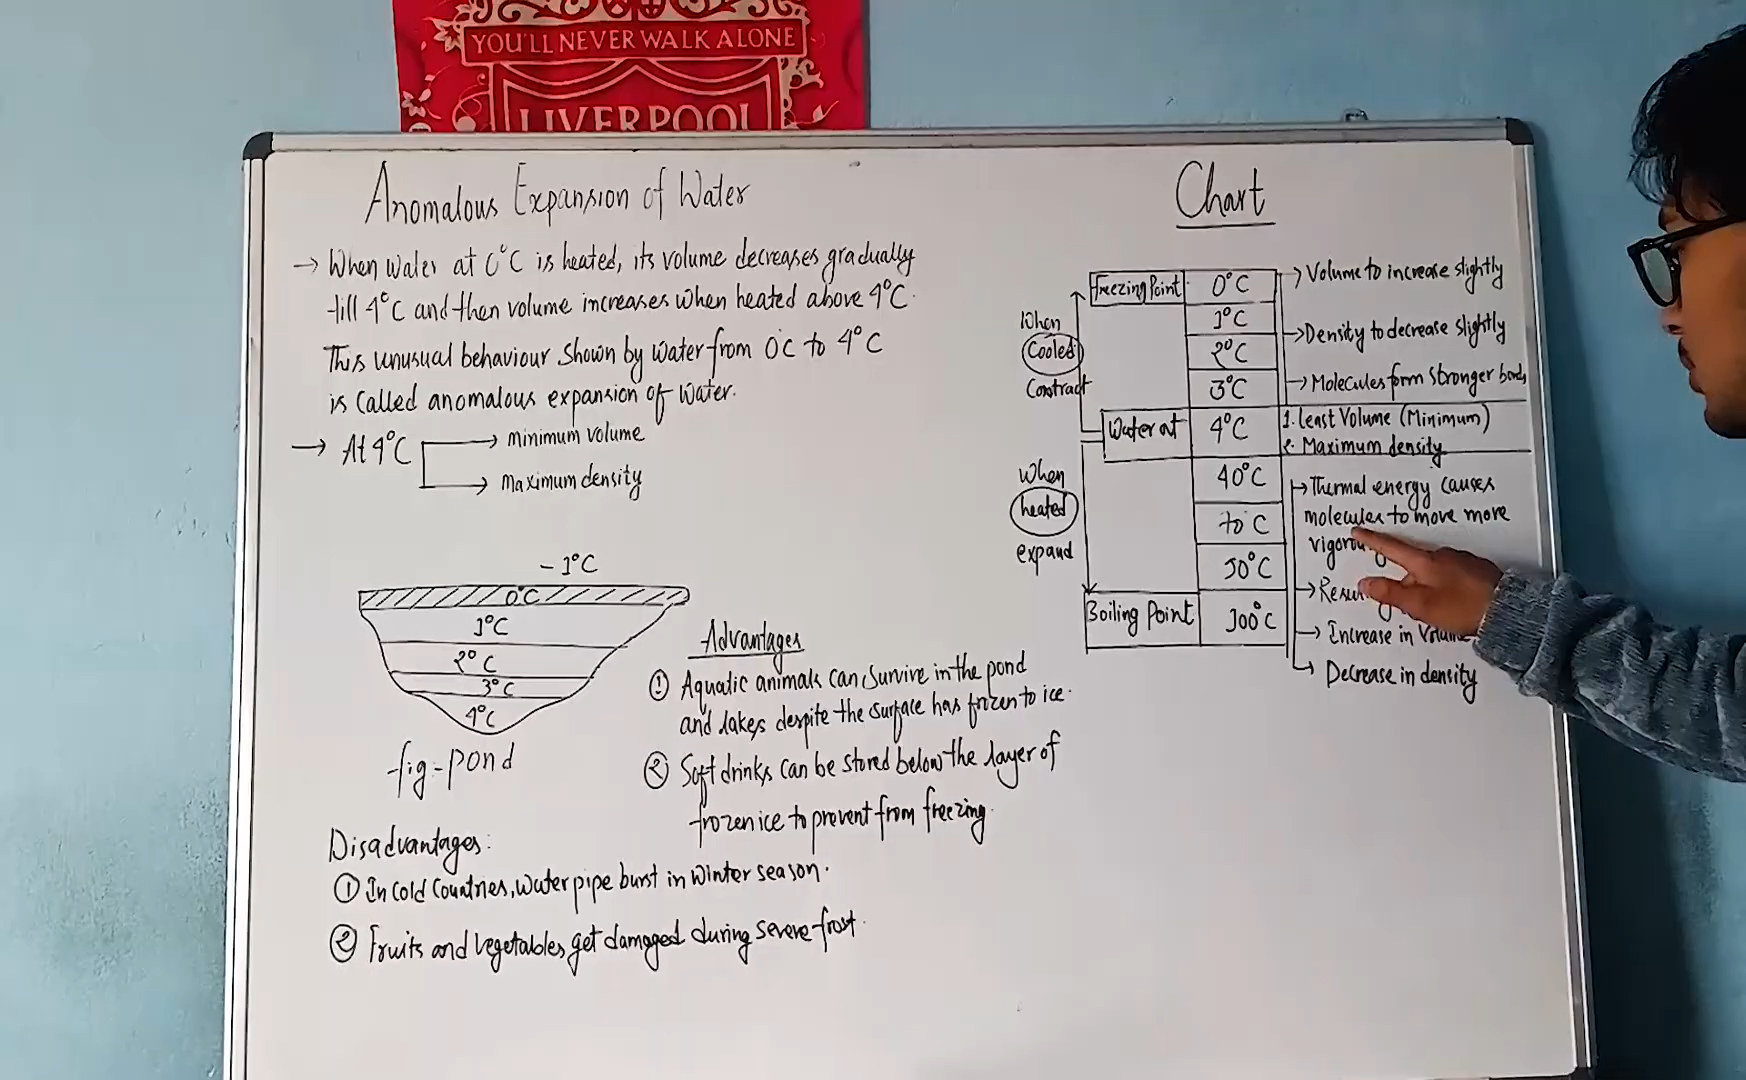 YOU'LL NEVER WALK ALONE
LIVERPOOL
Anomalous Expansion of Water
→ When water at 0°C is heated, its volume decreases gradually
till 4°C and then volume increases when heated above 4°C.
This unusual behaviour shown by water from 0°C to 4°C
is called anomalous expansion of water.
→ At 4°C → minimum volume
→ maximum density
-1°C
0°C
1°C
2°C
3°C
4°C
fig:- pond
Advantages
① Aquatic animals can survive in the pond
and lakes despite the surface has frozen to ice.
② Soft drinks can be stored below the layer of
frozen ice to prevent from freezing.
Disadvantages:
① In cold countries, water pipe burst in winter season.
② Fruits and vegetables get damaged during severe frost.
Chart
Freezing Point 0°C → Volume to increase slightly
1°C
2°C → Density to decrease slightly
3°C → Molecules form stronger bonds
When
Cooled
Contract
Water at 4°C 1. Least Volume (Minimum)
2. Maximum density
When
heated
expand
40°C → Thermal energy causes
70°C molecules to move more
50°C
Boiling Point 100°C → Increase in
→ Decrease in density